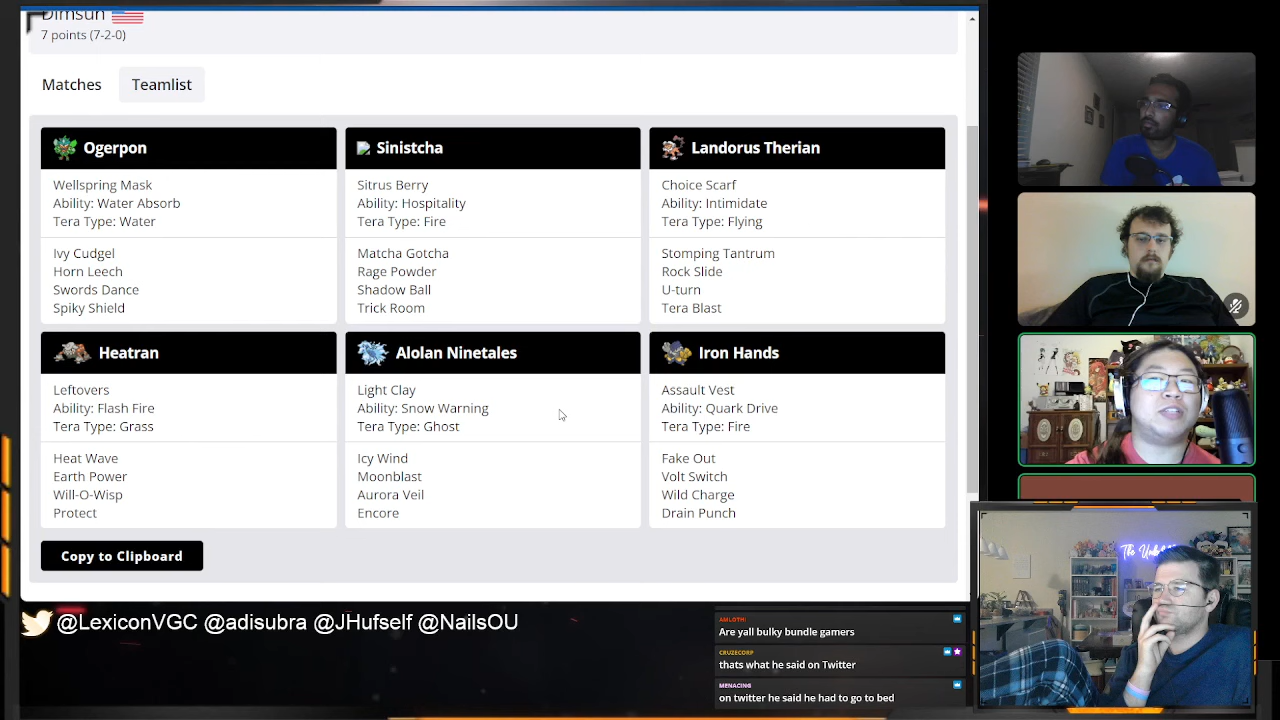 Dimsun
7 points (7-2-0)
Matches
Teamlist
Ogerpon
Wellspring Mask
Ability: Water Absorb
Tera Type: Water
Ivy Cudgel
Horn Leech
Swords Dance
Spiky Shield
Sinistcha
Sitrus Berry
Ability: Hospitality
Tera Type: Fire
Matcha Gotcha
Rage Powder
Shadow Ball
Trick Room
Landorus Therian
Choice Scarf
Ability: Intimidate
Tera Type: Flying
Stomping Tantrum
Rock Slide
U-turn
Tera Blast
Heatran
Leftovers
Ability: Flash Fire
Tera Type: Grass
Heat Wave
Earth Power
Will-O-Wisp
Protect
Alolan Ninetales
Light Clay
Ability: Snow Warning
Tera Type: Ghost
Icy Wind
Moonblast
Aurora Veil
Encore
Iron Hands
Assault Vest
Ability: Quark Drive
Tera Type: Fire
Fake Out
Volt Switch
Wild Charge
Drain Punch
Copy to Clipboard
@LexiconVGC @adisubra @JHufself @NailsOU
AMLOTHI:
Are yall bulky bundle gamers
CRUZECORP
thats what he said on Twitter
MENACING
on twitter he said he had to go to bed
The